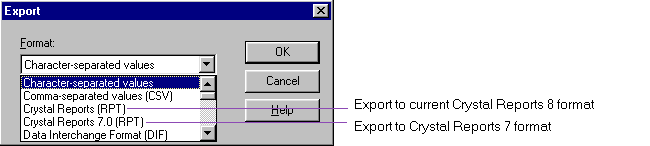 Export
Format:
Character-separated values
OK
Character-separated values
Cancel
Comma-separated values (CSV)
Crystal Reports (RPT)
Export to current Crystal Reports 8 format
Help
Crystal Reports 7.0 (RPT)
Export to Crystal Reports 7 format
Data Interchange Format (DIF)